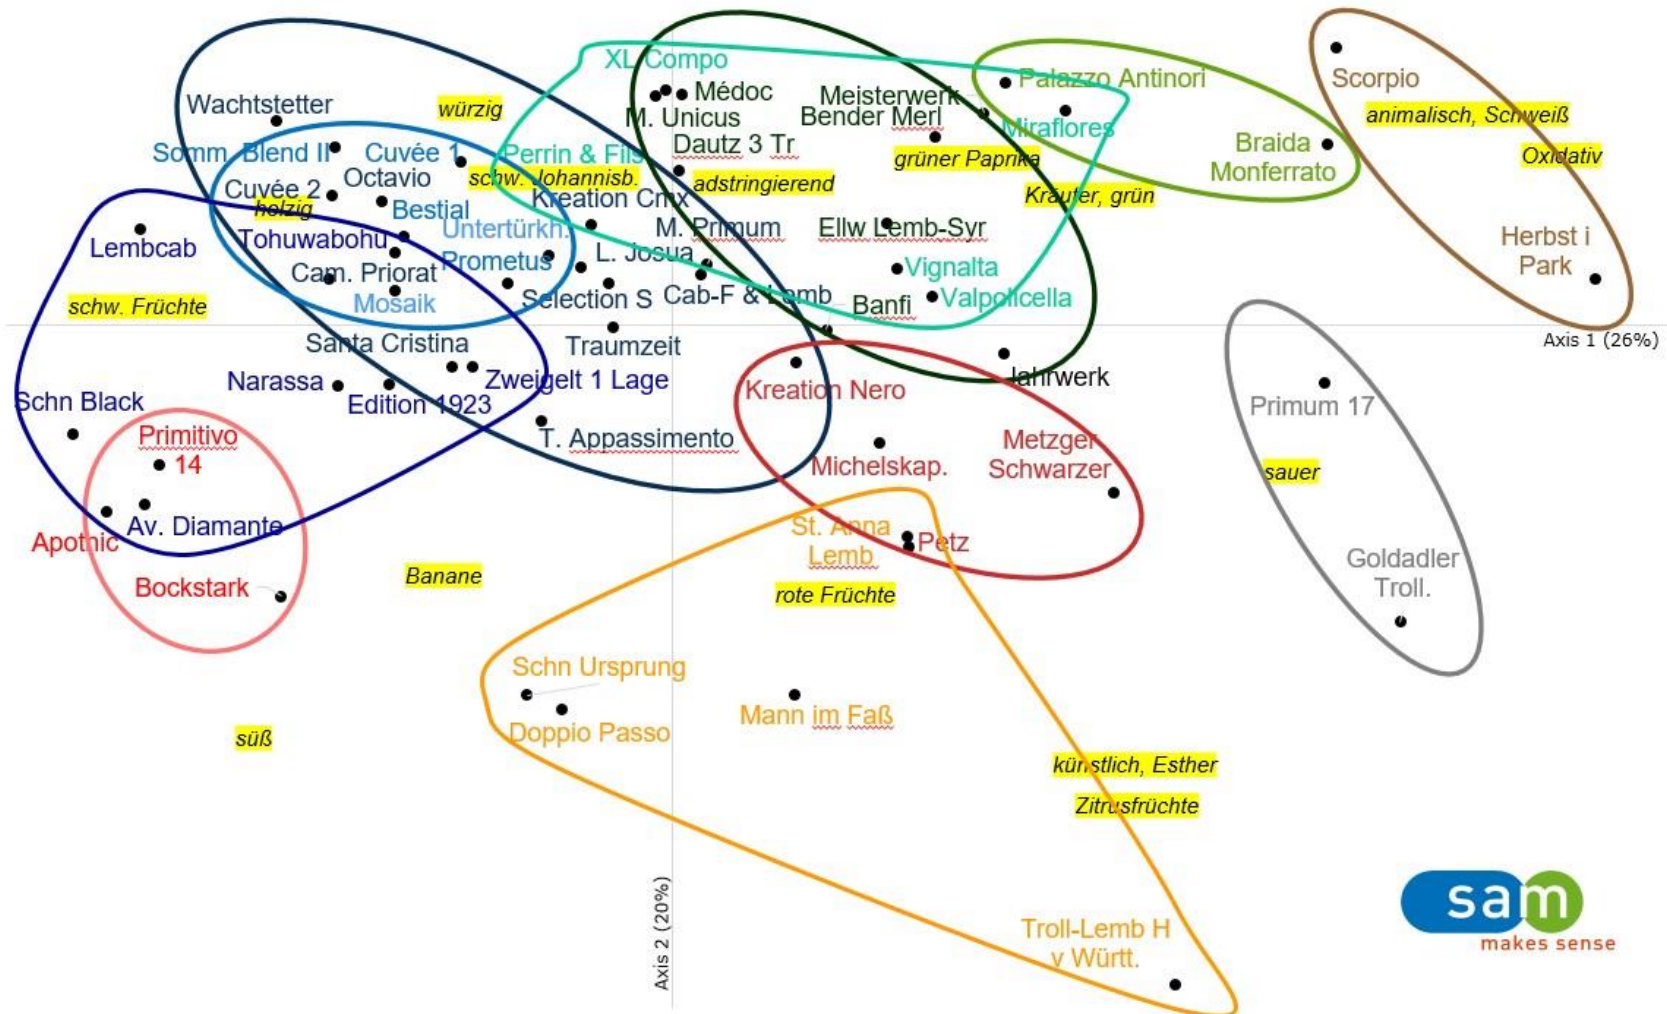 XL Compo
Palazzo Antinori
Scorpio
Wachtstetter
würzig
Médoc
Meisterwerk
M. Unicus
Bender Merl
Miraflores
animalisch, Schweiß
Somm. Blend II
Cuvée 1
Perrin & Fils
Dautz 3 Tr
grüner Paprika
Braida
Monferrato
Oxidativ
Cuvée 2
Octavio
schw. Johannisb.
adstringierend
Kräuter, grün
holzig
Bestial
Kreation Cmx
Lembcab
Tohuwabohu
Untertürkh.
M. Primum
Ellw Lemb-Syr
Herbst i
Park
Cam. Priorat
Prometus
L. Josua
Vignalta
schw. Früchte
Mosaik
Selection S
Cab-F & Lemb
Banfi
Valpolicella
Santa Cristina
Traumzeit
Axis 1 (26%)
Narassa
Zweigelt 1 Lage
Jahrwerk
Schn Black
Edition 1923
Kreation Nero
Primum 17
Primitivo
14
T. Appassimento
Michelskap.
Metzger
Schwarzer
sauer
Apothic
Av. Diamante
St. Anna
Lemb
Petz
Bockstark
Banane
rote Früchte
Goldadler
Troll.
Schn Ursprung
Doppio Passo
Mann im Faß
süß
künstlich, Esther
Zitrusfrüchte
Axis 2 (20%)
Troll-Lemb H
v Württ.
sam
makes sense